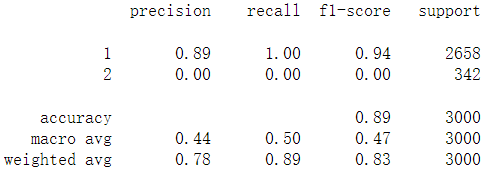 precision recall f1-score support
1 0.89 1.00 0.94 2658
2 0.00 0.00 0.00 342
accuracy 0.89 3000
macro avg 0.44 0.50 0.47 3000
weighted avg 0.78 0.89 0.83 3000